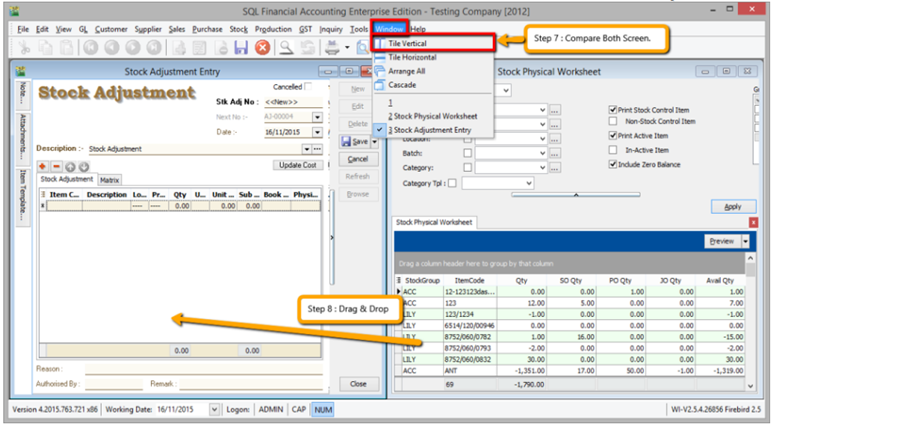 SQL Financial Accounting Enterprise Edition - Testing Company [2012]
File Edit View GL Customer Supplier Sales Purchase Stock Production GST Inquiry Tools Window Help
Tile Vertical
Tile Horizontal
Arrange All
Cascade
1
2 Stock Physical Worksheet
3 Stock Adjustment Entry
Step 7 : Compare Both Screen.
Stock Adjustment Entry
Note...
Attachments...
Item Template...
Stock Adjustment
Cancelled
Stk Adj No : <<New>>
Next No :- AJ-00004
Date :- 16/11/2015
Description :- Stock Adjustment
Update Cost
Stock Adjustment Matrix
Item C... Description Lo... Pr... Qty U... Unit ... Sub ... Book ... Physi...
---- ---- 0.00 0.00 0.00
0.00 0.00
Reason :
Authorised By : Remark :
New
Edit
Delete
Save
Cancel
Refresh
Browse
Close
Stock Physical Worksheet
Location:
Batch:
Category:
Category Tpl :
Print Stock Control Item
Non-Stock Control Item
Print Active Item
In-Active Item
Include Zero Balance
Apply
Stock Physical Worksheet
Preview
Drag a column header here to group by that column
StockGroup ItemCode Qty SO Qty PO Qty JO Qty Avail Qty
ACC 12-123123das... 0.00 0.00 1.00 0.00 1.00
ACC 123 12.00 5.00 0.00 0.00 7.00
LILY 123/1234 -1.00 0.00 0.00 0.00 -1.00
LILY 6514/120/00946 0.00 0.00 0.00 0.00 0.00
LILY 8752/060/0782 1.00 16.00 0.00 0.00 -15.00
LILY 8752/060/0793 -2.00 0.00 0.00 0.00 -2.00
LILY 8752/060/0832 30.00 0.00 0.00 0.00 30.00
ACC ANT -1,351.00 17.00 50.00 -1.00 -1,319.00
69 -1,790.00
Step 8 : Drag & Drop
Version 4.2015.763.721 x86 Working Date: 16/11/2015 Logon: ADMIN CAP NUM WI-V2.5.4.26856 Firebird 2.5